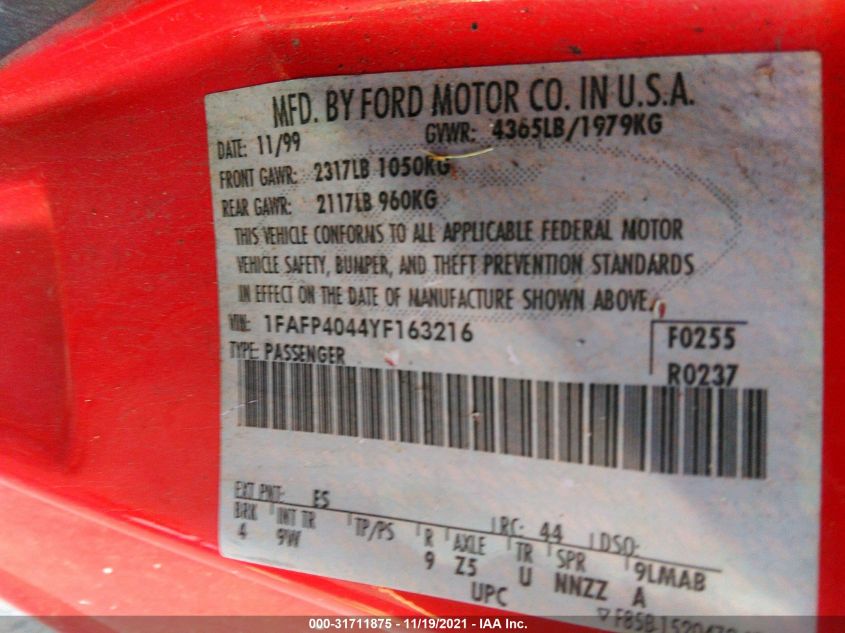 MFD. BY FORD MOTOR CO. IN U.S.A.
DATE: 11/99 GVWR: 4365LB/1979KG
FRONT GAWR: 2317LB 1050KG
REAR GAWR: 2117LB 960KG
THIS VEHICLE CONFORMS TO ALL APPLICABLE FEDERAL MOTOR
VEHICLE SAFETY, BUMPER, AND THEFT PREVENTION STANDARDS
IN EFFECT ON THE DATE OF MANUFACTURE SHOWN ABOVE.
VIN: 1FAFP4044YF163216 F0255
TYPE: PASSENGER R0237
EXT PNT: E5 RC: 44 DSO:
BRK INT TR TP/PS R AXLE TR SPR 9LMAB
4 9W 9 Z5 U NNZZ A
UPC
000-31711875 - 11/19/2021 - IAA Inc.